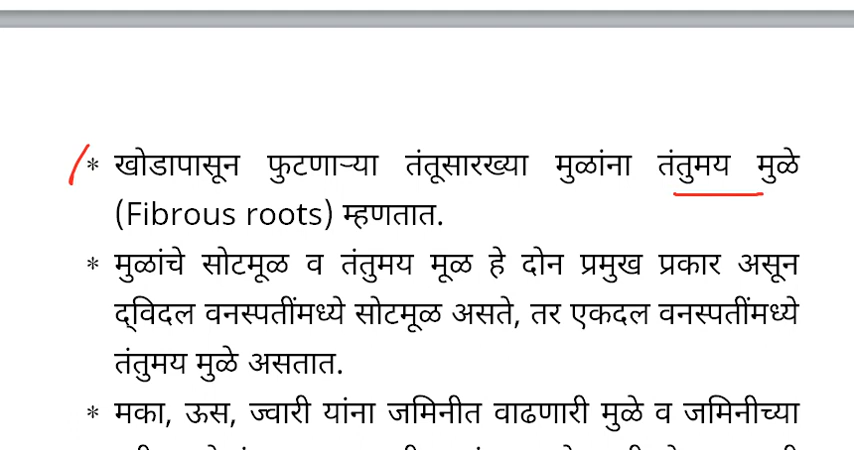 * खोडापासून फुटणाऱ्या तंतूसारख्या मुळांना तंतुमय मुळे
(Fibrous roots) म्हणतात.
* मुळांचे सोटमूळ व तंतुमय मूळ हे दोन प्रमुख प्रकार असून
द्विदल वनस्पतींमध्ये सोटमूळ असते, तर एकदल वनस्पतींमध्ये
तंतुमय मुळे असतात.
* मका, ऊस, ज्वारी यांना जमिनीत वाढणारी मुळे व जमिनीच्या